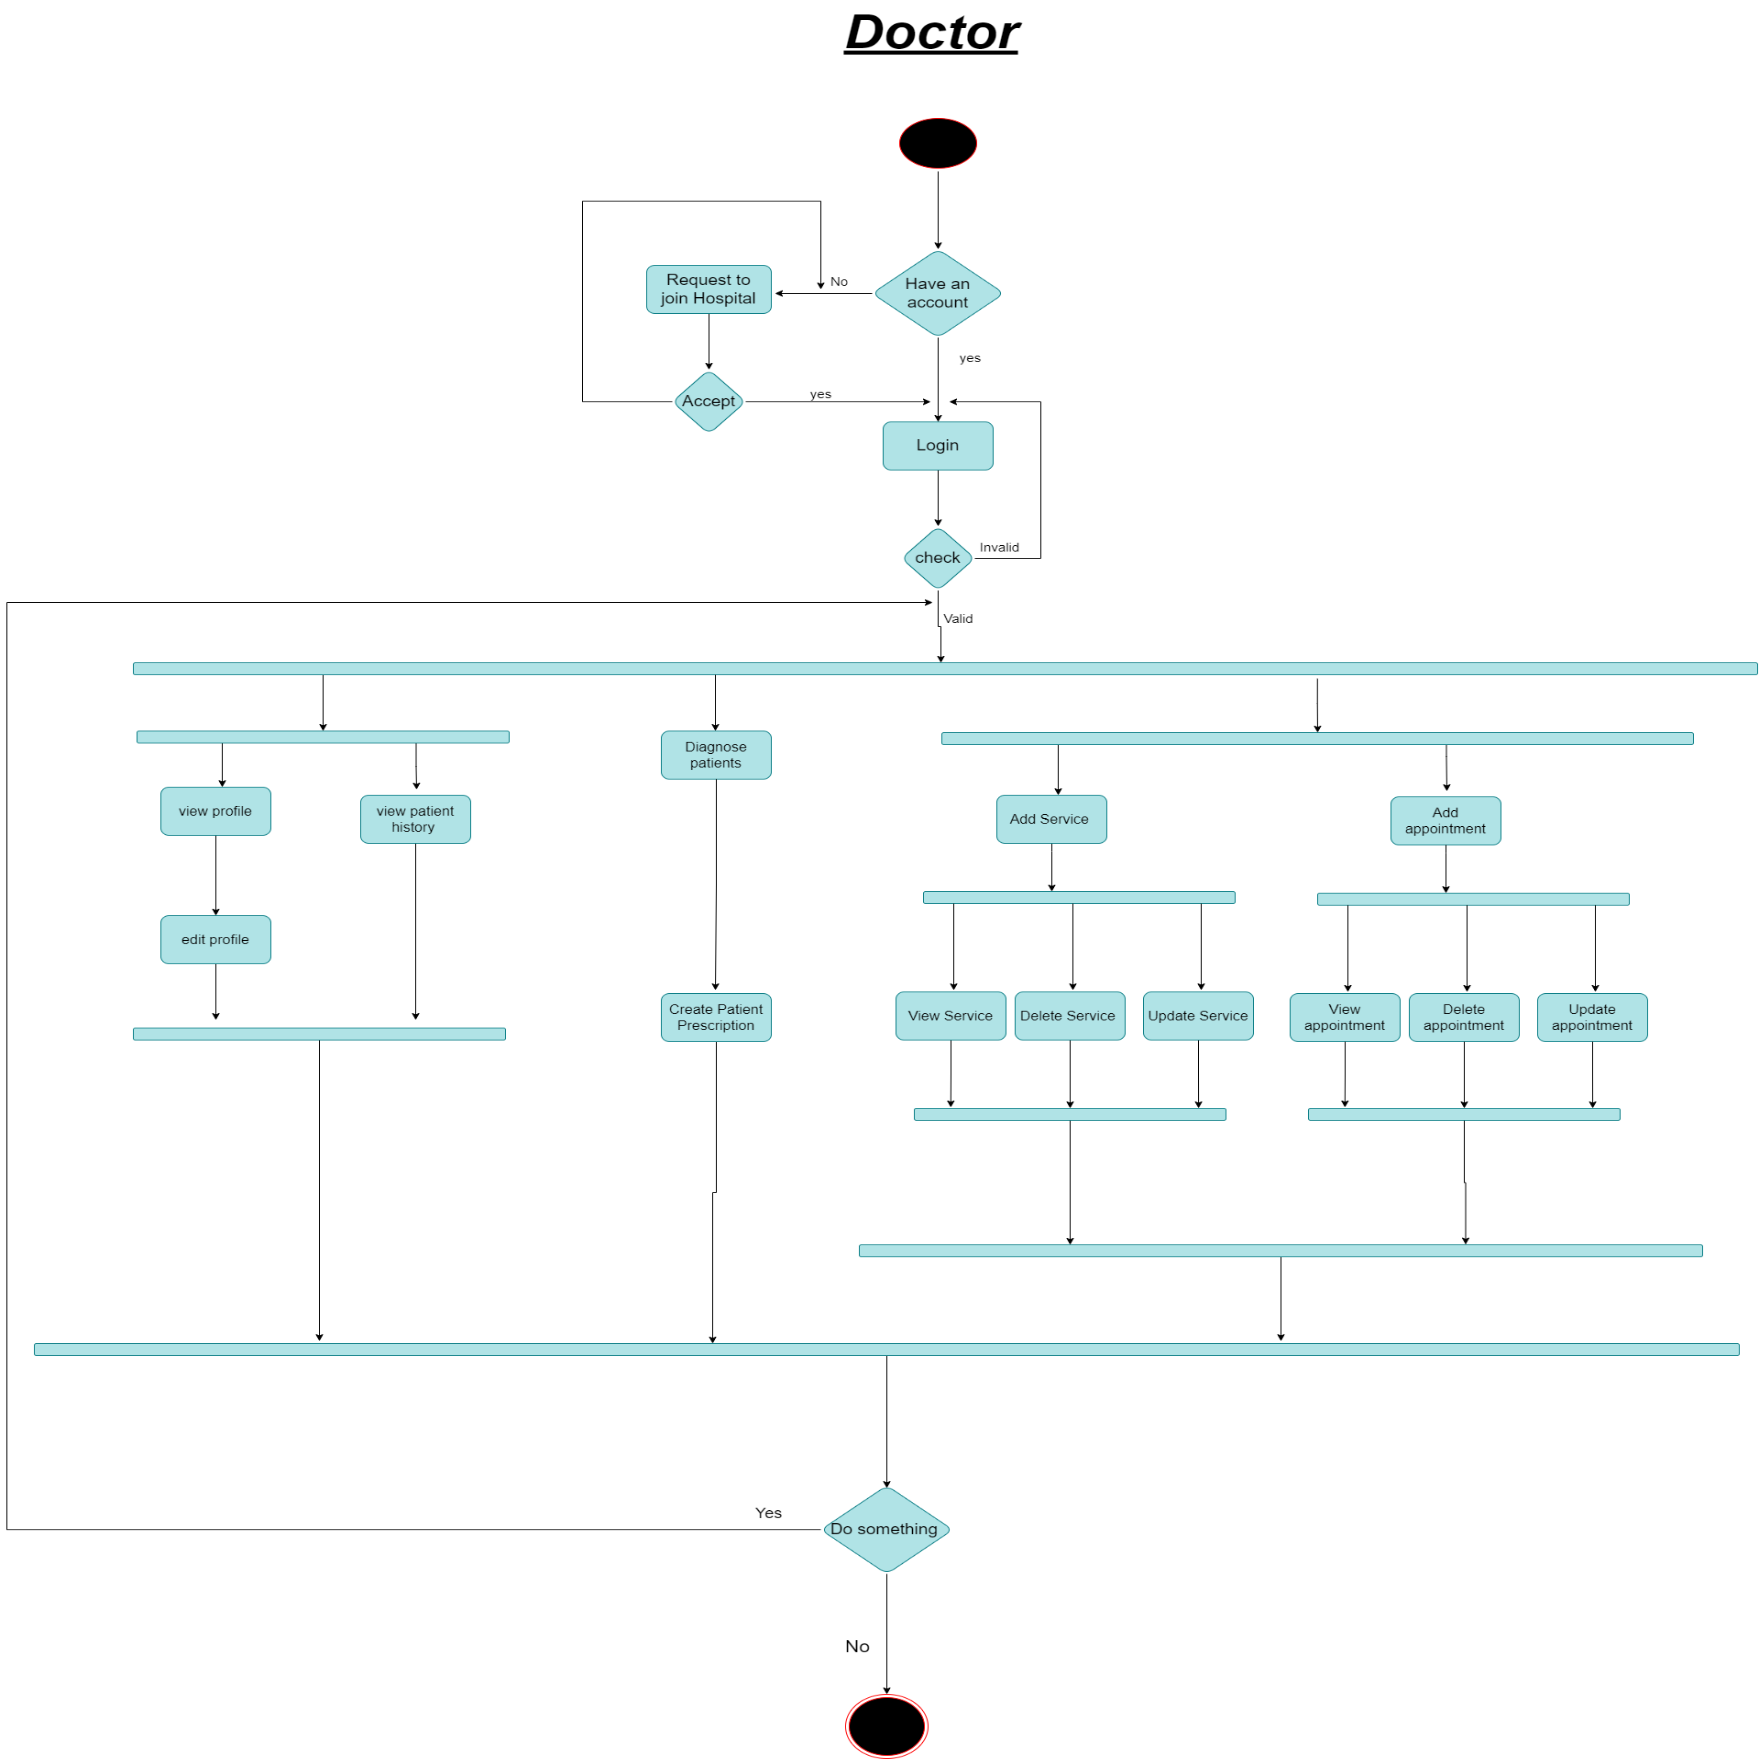 Doctor
Have an
account
No
Request to
join Hospital
yes
Accept
yes
Login
check
Invalid
Valid
view profile
view patient
history
edit profile
Diagnose
patients
Create Patient
Prescription
Add Service
View Service
Delete Service
Update Service
Add
appointment
View
appointment
Delete
appointment
Update
appointment
Yes
Do something
No